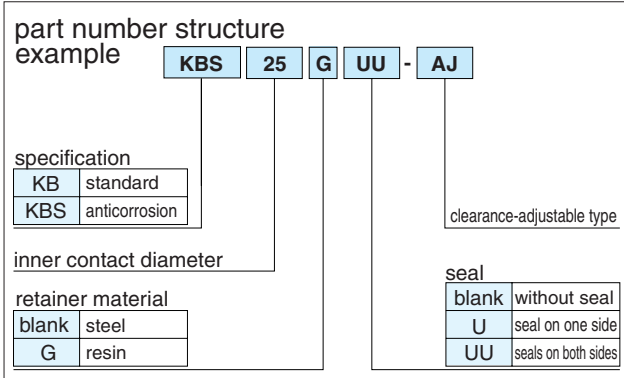 part number structure
example
KBS 25 G UU - AJ
specification
KB standard
KBS anticorrosion
clearance-adjustable type
inner contact diameter
seal
blank without seal
U seal on one side
UU seals on both sides
retainer material
blank steel
G resin